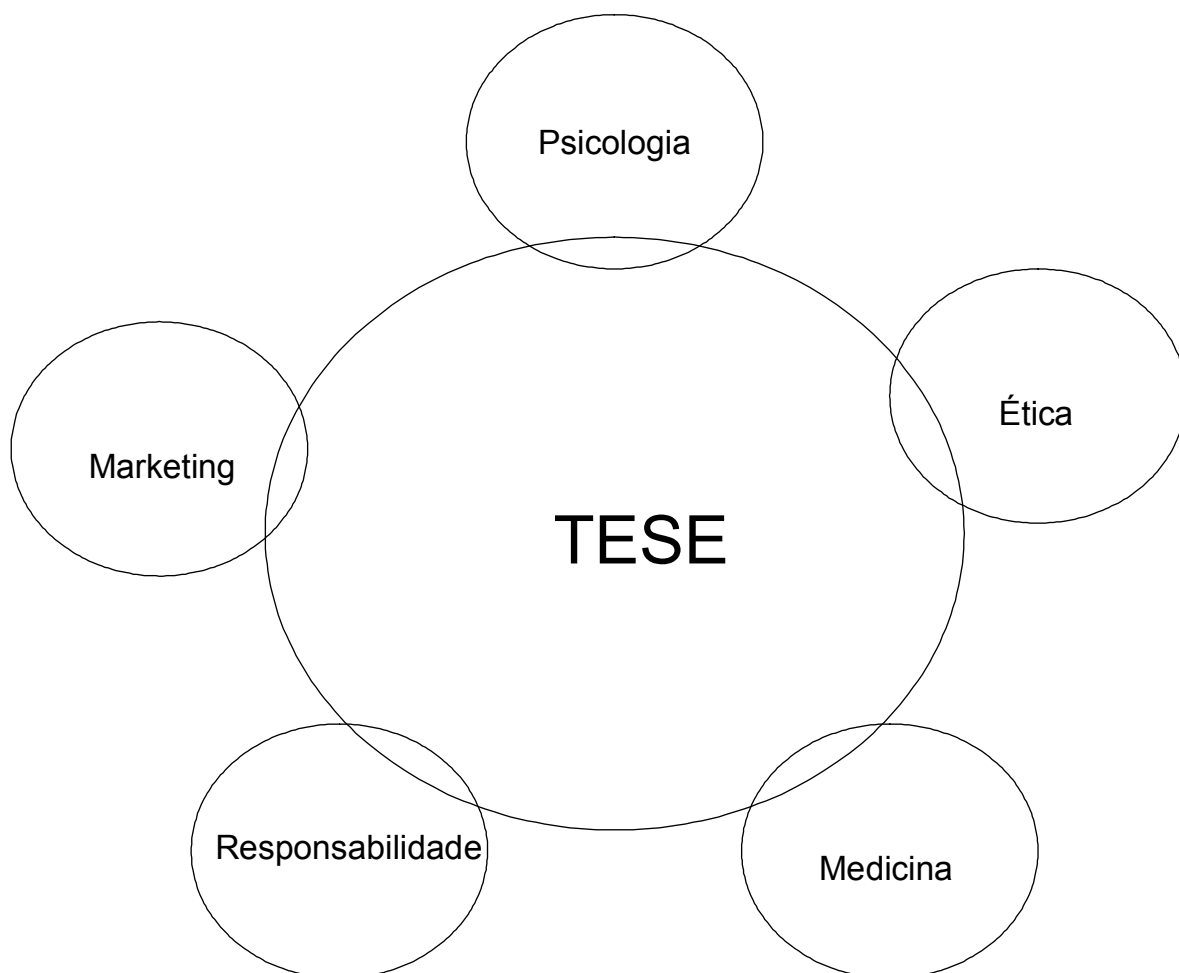 Psicologia
Ética
Marketing
TESE
Responsabilidade
Medicina